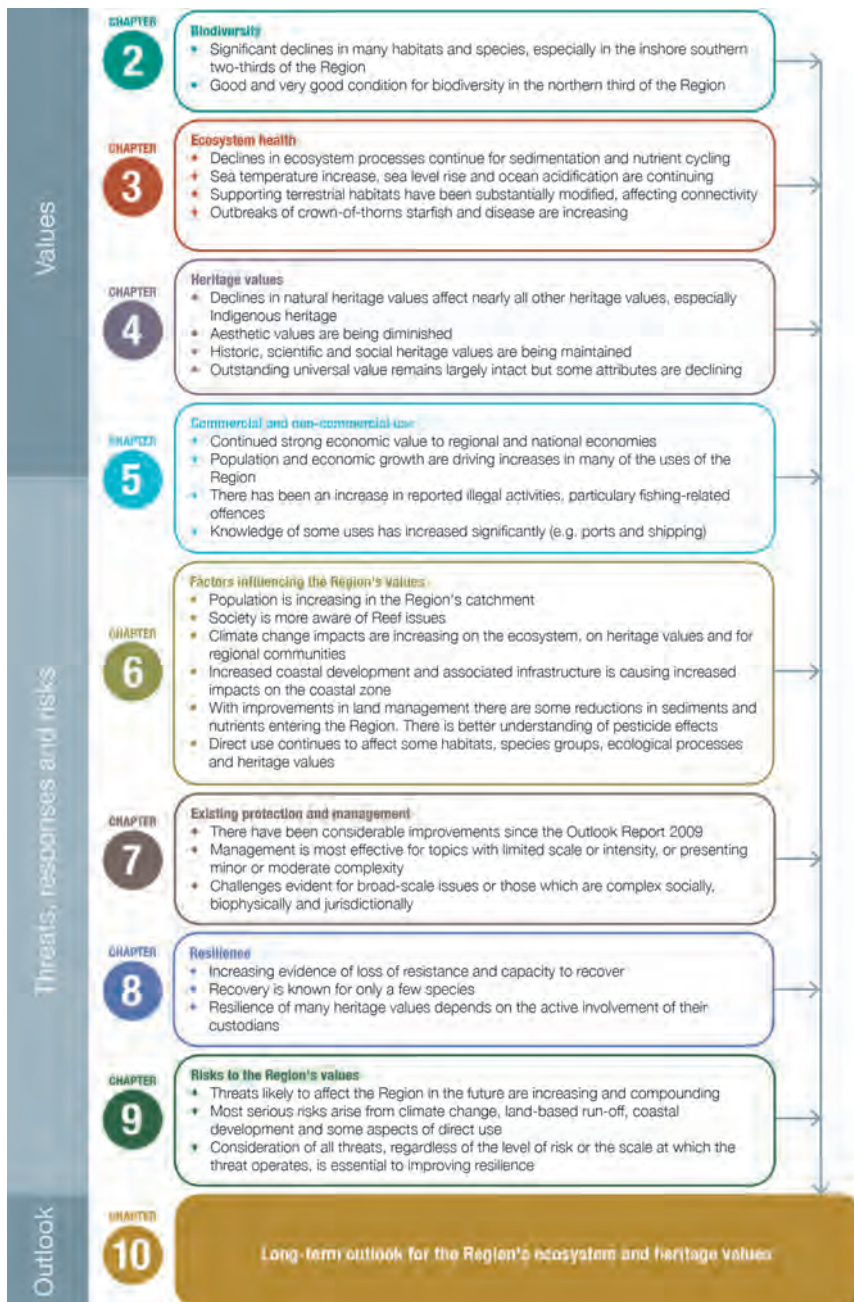 Values
Threats, responses and risks
Outlook
CHAPTER
2
Biodiversity
• Significant declines in many habitats and species, especially in the inshore southern
two-thirds of the Region
• Good and very good condition for biodiversity in the northern third of the Region
CHAPTER
3
Ecosystem health
• Declines in ecosystem processes continue for sedimentation and nutrient cycling
• Sea temperature increase, sea level rise and ocean acidification are continuing
• Supporting terrestrial habitats have been substantially modified, affecting connectivity
• Outbreaks of crown-of-thorns starfish and disease are increasing
CHAPTER
4
Heritage values
• Declines in natural heritage values affect nearly all other heritage values, especially
Indigenous heritage
• Aesthetic values are being diminished
• Historic, scientific and social heritage values are being maintained
• Outstanding universal value remains largely intact but some attributes are declining
CHAPTER
5
Commercial and non-commercial use
• Continued strong economic value to regional and national economies
• Population and economic growth are driving increases in many of the uses of the
Region
• There has been an increase in reported illegal activities, particulary fishing-related
offences
• Knowledge of some uses has increased significantly (e.g. ports and shipping)
CHAPTER
6
Factors influencing the Region's values
• Population is increasing in the Region's catchment
• Society is more aware of Reef issues
• Climate change impacts are increasing on the ecosystem, on heritage values and for
regional communities
• Increased coastal development and associated infrastructure is causing increased
impacts on the coastal zone
• With improvements in land management there are some reductions in sediments and
nutrients entering the Region. There is better understanding of pesticide effects
• Direct use continues to affect some habitats, species groups, ecological processes
and heritage values
CHAPTER
7
Existing protection and management
• There have been considerable improvements since the Outlook Report 2009
• Management is most effective for topics with limited scale or intensity, or presenting
minor or moderate complexity
• Challenges evident for broad-scale issues or those which are complex socially,
biophysically and jurisdictionally
CHAPTER
8
Resilience
• Increasing evidence of loss of resistance and capacity to recover
• Recovery is known for only a few species
• Resilience of many heritage values depends on the active involvement of their
custodians
CHAPTER
9
Risks to the Region's values
• Threats likely to affect the Region in the future are increasing and compounding
• Most serious risks arise from climate change, land-based run-off, coastal
development and some aspects of direct use
• Consideration of all threats, regardless of the level of risk or the scale at which the
threat operates, is essential to improving resilience
CHAPTER
10
Long-term outlook for the Region's ecosystem and heritage values